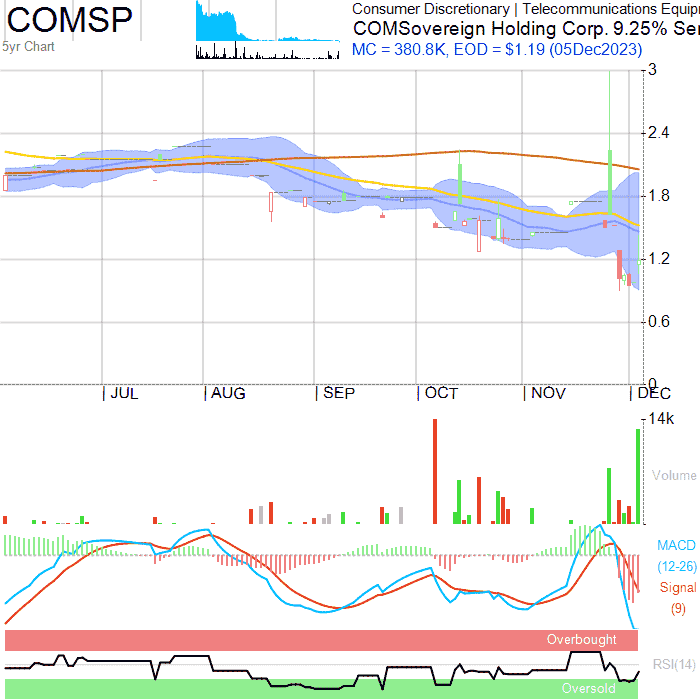 COMSP
5yr Chart
Consumer Discretionary | Telecommunications Equip
COMSovereign Holding Corp. 9.25% Ser
MC = 380.8K, EOD = $1.19 (05Dec2023)
3
2.4
1.8
1.2
0.6
0
JUL AUG SEP OCT NOV DEC
14k
Volume
MACD
(12-26)
Signal
(9)
Overbought
RSI(14)
Oversold